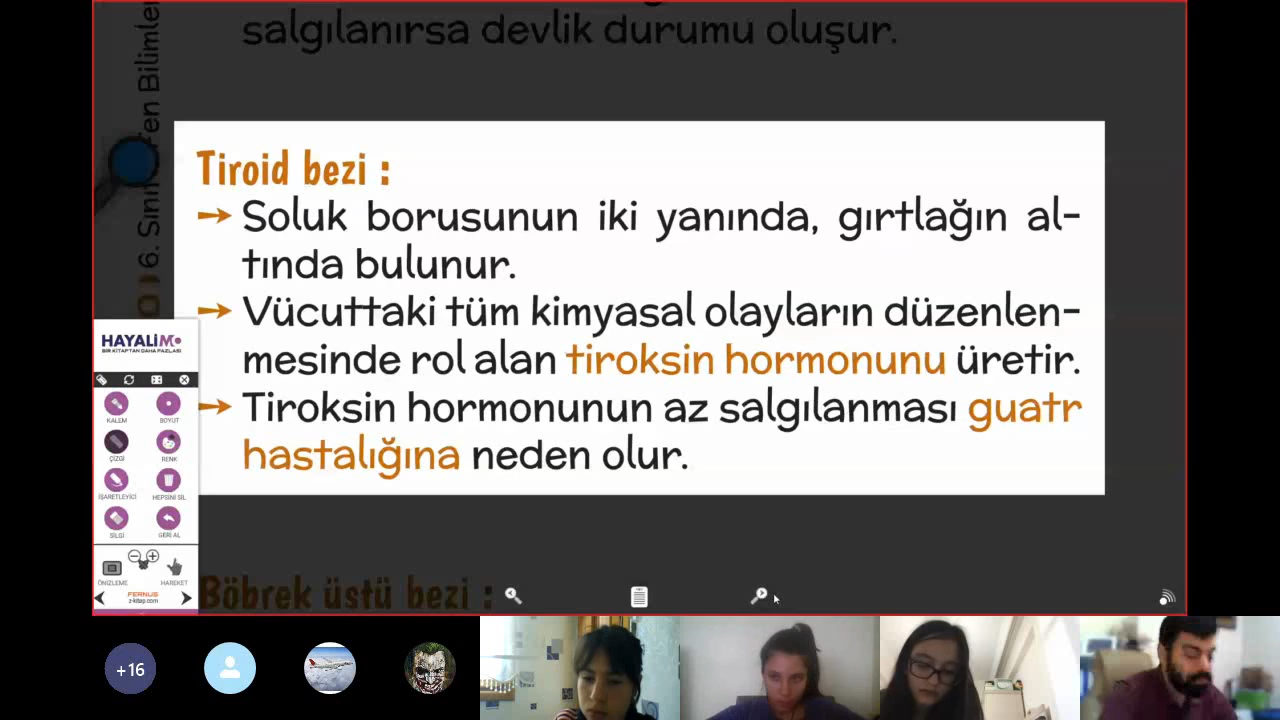 salgılanırsa devlik durumu oluşur.
6. Sınıf Fen Bilimler
Tiroid bezi :
Soluk borusunun iki yanında, gırtlağın al-
tında bulunur.
Vücuttaki tüm kimyasal olayların düzenlen-
mesinde rol alan tiroksin hormonunu üretir.
Tiroksin hormonunun az salgılanması guatr
hastalığına neden olur.
HAYALİM
BİR KİTAPTAN DAHA FAZLASI
KALEM BOYUT
ÇİZGİ RENK
İŞARETLEYİCİ HEPSİNİ SİL
SİLGİ GERİ AL
ÖNİZLEME HAREKET
FERNUS
z-kitap.com
Böbrek üstü bezi :
+16